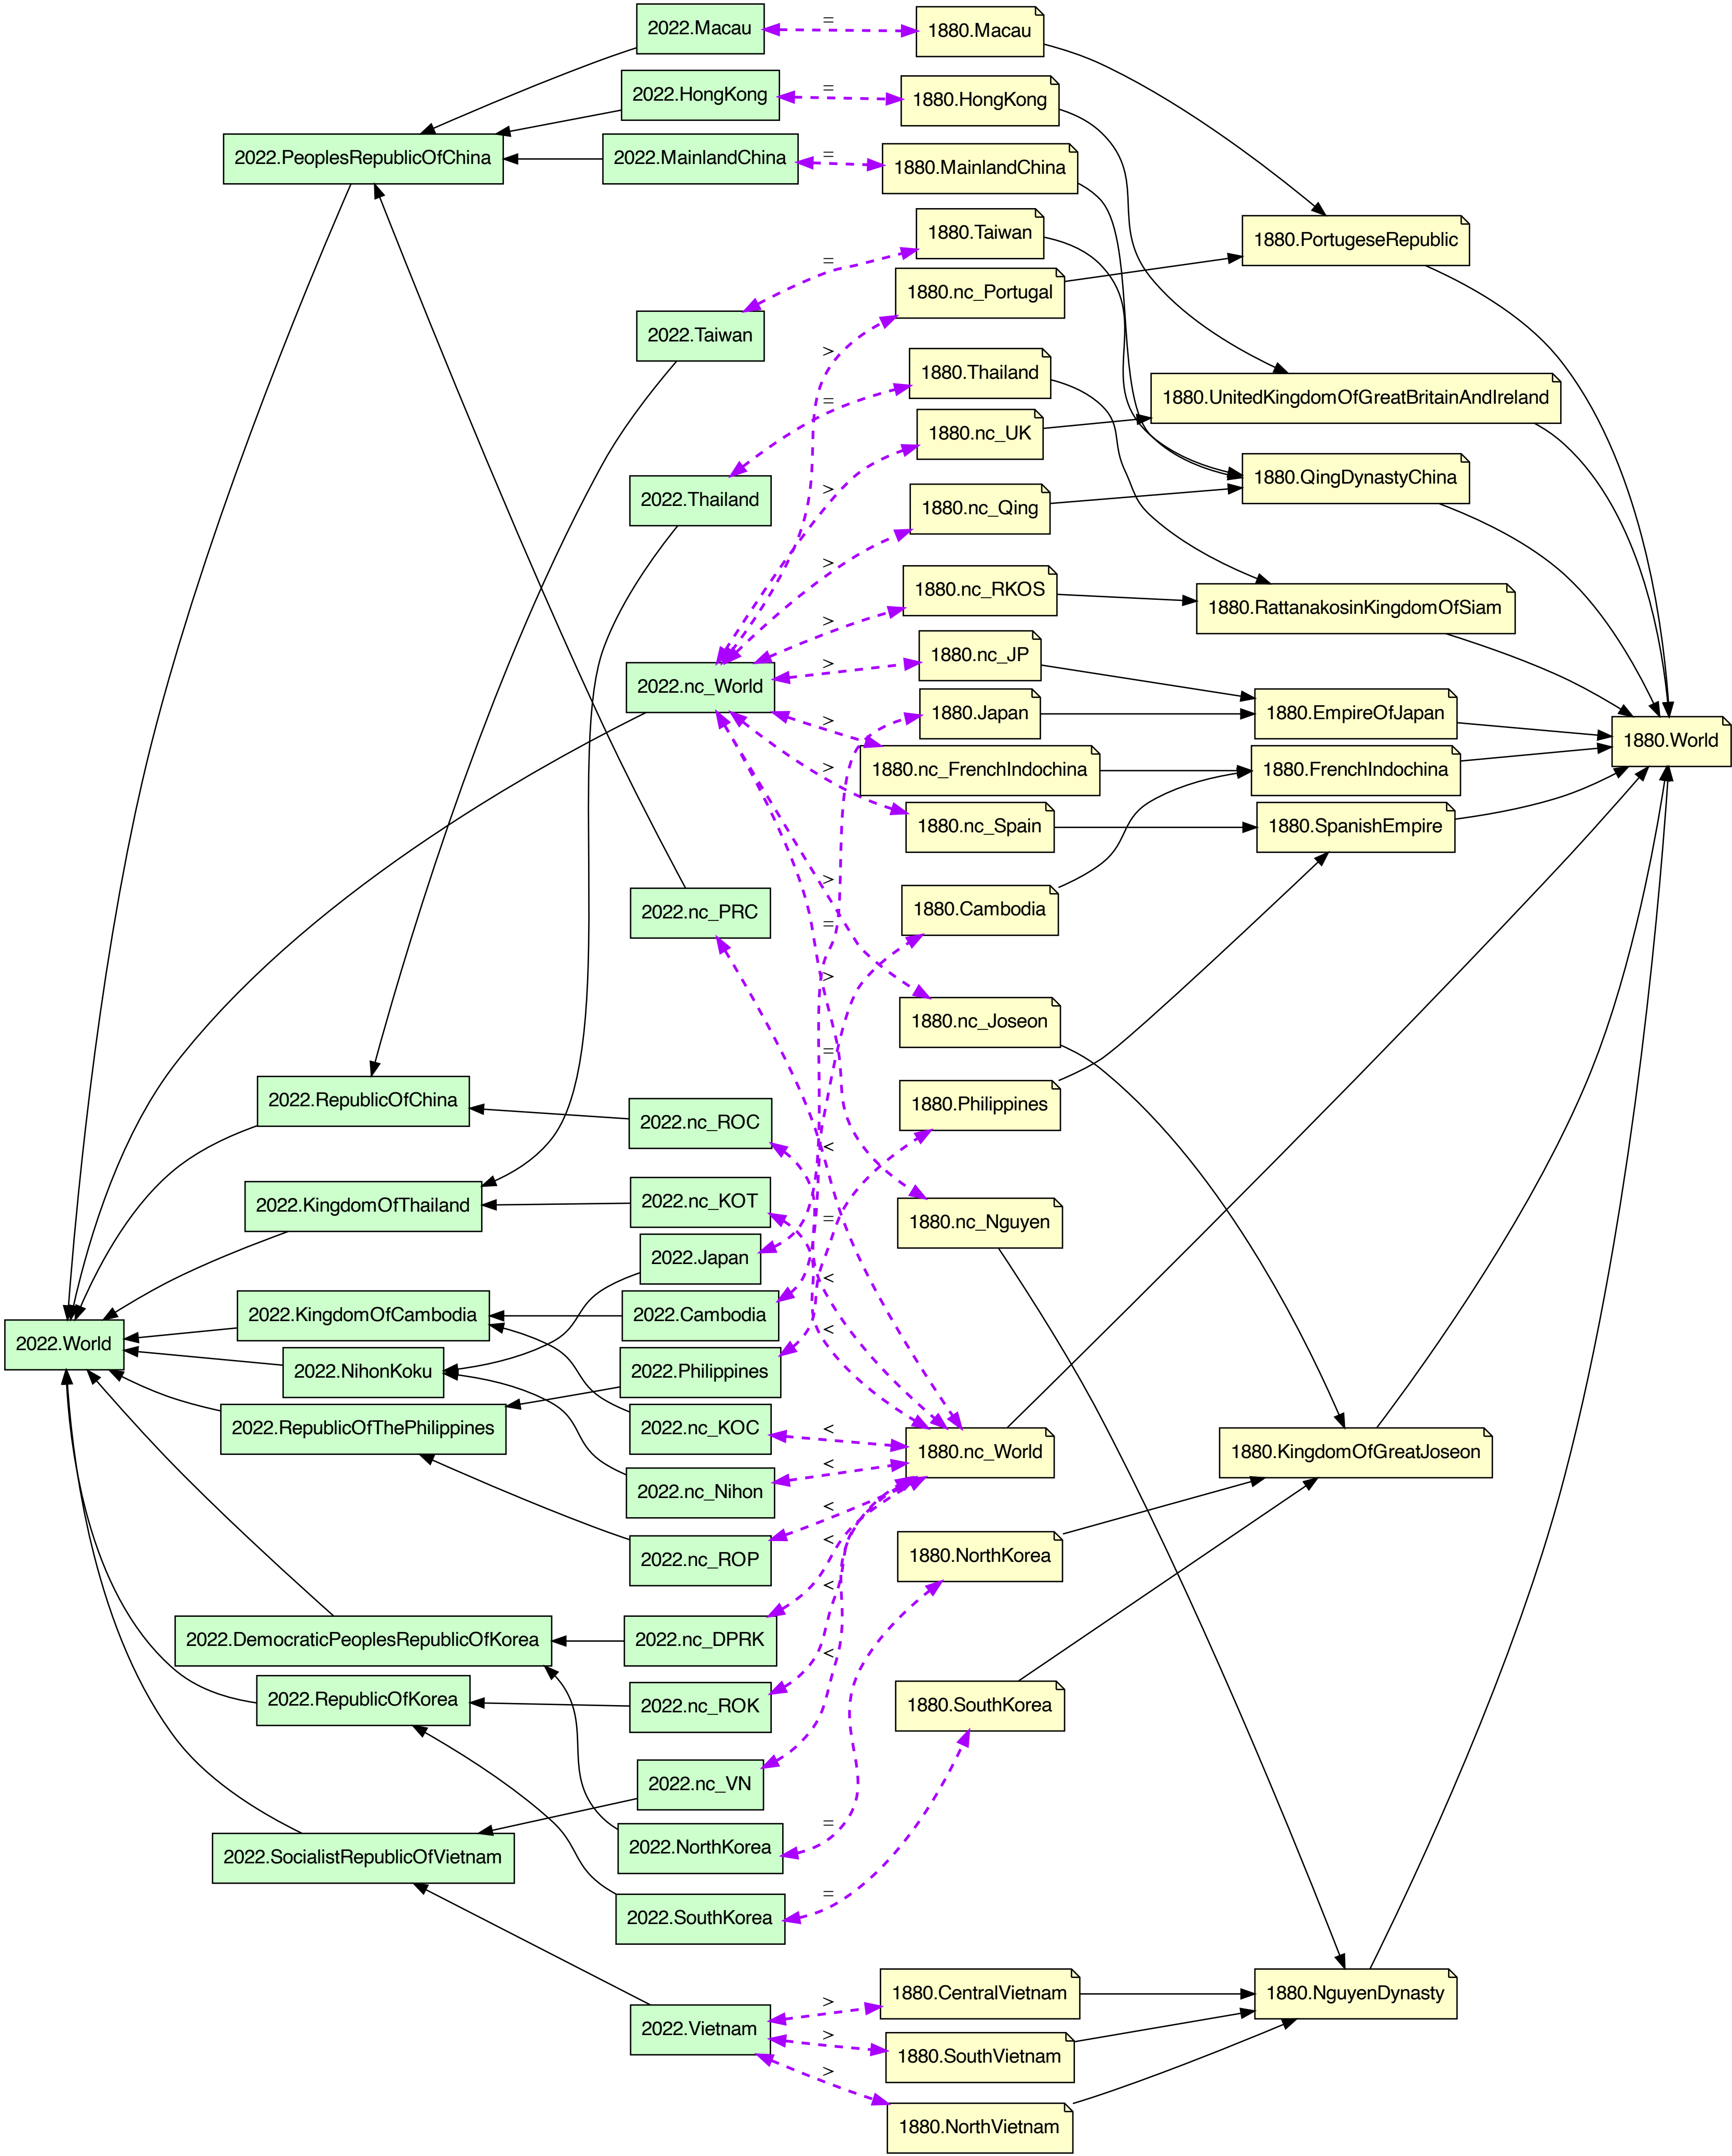 2022.Macau
=
1880.Macau
2022.HongKong
=
1880.HongKong
2022.PeoplesRepublicOfChina
2022.MainlandChina
=
1880.MainlandChina
1880.Taiwan
1880.PortugeseRepublic
=
1880.nc_Portugal
2022.Taiwan
>
1880.Thailand
=
1880.UnitedKingdomOfGreatBritainAndIreland
1880.nc_UK
1880.QingDynastyChina
2022.Thailand
>
1880.nc_Qing
>
1880.nc_RKOS
1880.RattanakosinKingdomOfSiam
>
1880.nc_JP
>
2022.nc_World
1880.Japan
1880.EmpireOfJapan
>
1880.World
1880.nc_FrenchIndochina
1880.FrenchIndochina
>
1880.nc_Spain
1880.SpanishEmpire
>
2022.nc_PRC
1880.Cambodia
=
>
1880.nc_Joseon
=
2022.RepublicOfChina
1880.Philippines
2022.nc_ROC
<
2022.KingdomOfThailand
2022.nc_KOT
=
1880.nc_Nguyen
2022.Japan
<
2022.KingdomOfCambodia
2022.Cambodia
<
2022.World
2022.NihonKoku
2022.Philippines
2022.RepublicOfThePhilippines
2022.nc_KOC
<
1880.nc_World
1880.KingdomOfGreatJoseon
<
2022.nc_Nihon
<
2022.nc_ROP
<
1880.NorthKorea
<
2022.DemocraticPeoplesRepublicOfKorea
2022.nc_DPRK
<
2022.RepublicOfKorea
2022.nc_ROK
1880.SouthKorea
2022.nc_VN
=
2022.NorthKorea
2022.SocialistRepublicOfVietnam
=
2022.SouthKorea
1880.CentralVietnam
1880.NguyenDynasty
>
2022.Vietnam
>
1880.SouthVietnam
>
1880.NorthVietnam